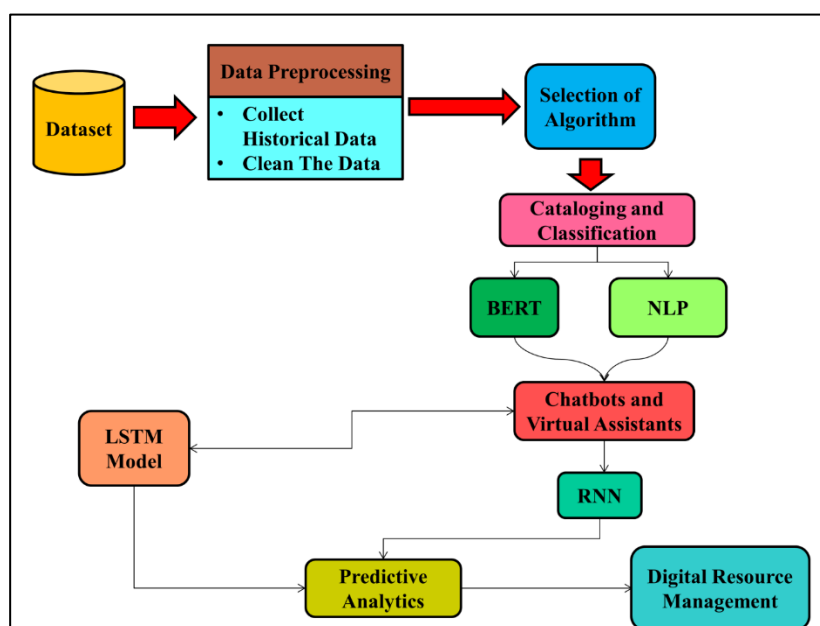 Dataset
Data Preprocessing
• Collect
Historical Data
• Clean The Data
Selection of
Algorithm
Cataloging and
Classification
BERT
NLP
Chatbots and
Virtual Assistants
LSTM
Model
RNN
Predictive
Analytics
Digital Resource
Management